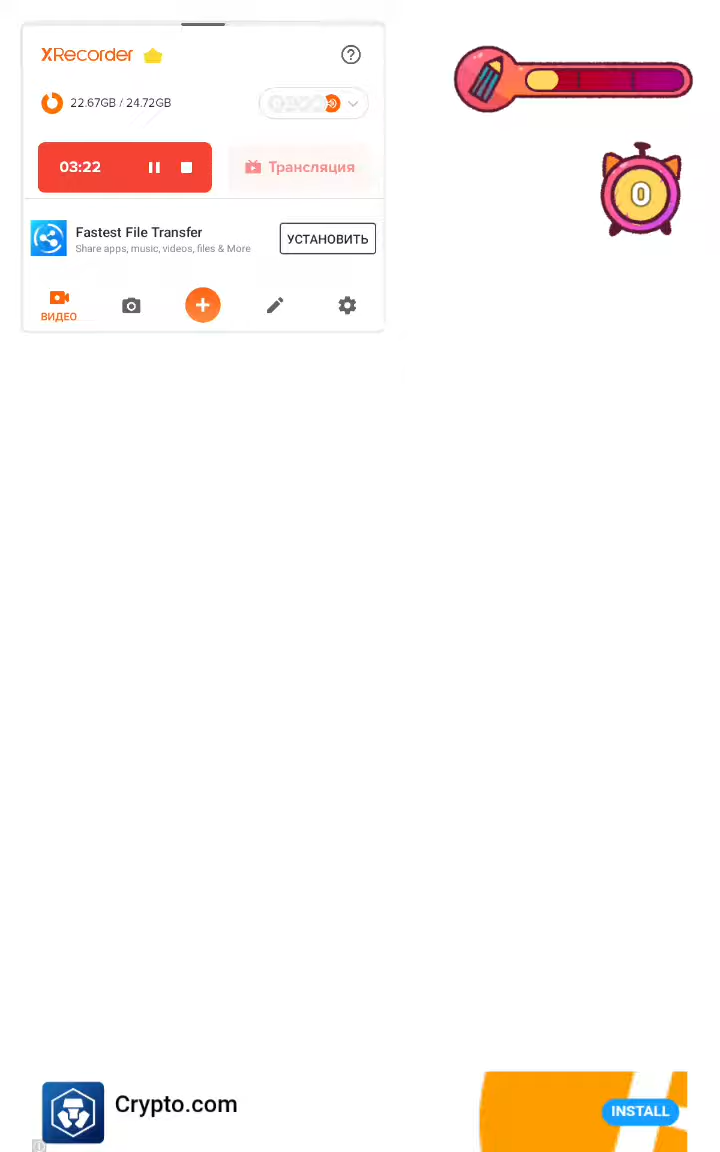 XRecorder
22.67GB / 24.72GB
03:22
Трансляция
Fastest File Transfer
Share apps, music, videos, files & More
УСТАНОВИТЬ
ВИДЕО
0
Crypto.com
INSTALL